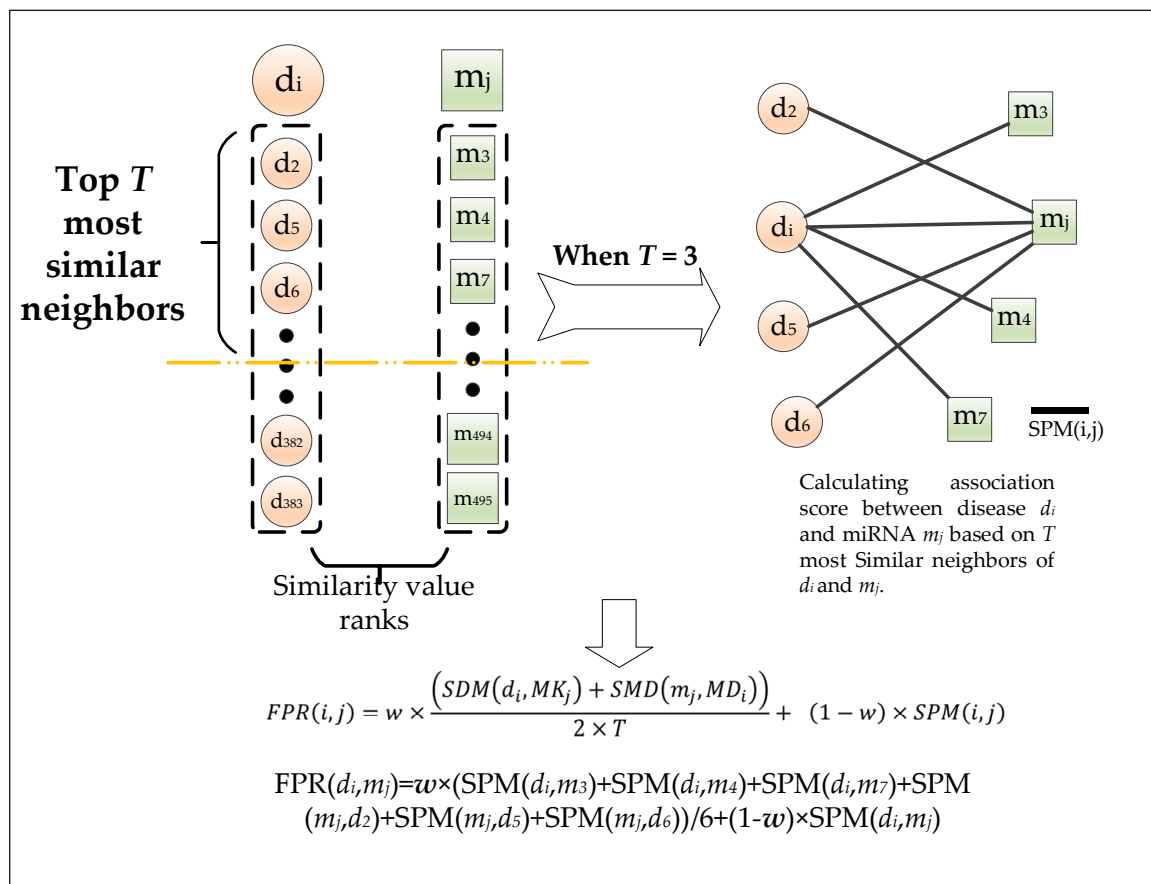 di
mj
Top T
most
similar
neighbors
d2
d5
d6
d382
d383
m3
m4
m7
m494
m495
Similarity value
ranks
When T = 3
d2
di
d5
d6
m3
mj
m4
m7
SPM(i,j)
Calculating association
score between disease di
and miRNA mj based on T
most Similar neighbors of
di and mj.
FPR(i, j) = w × (SDM(di, MKj) + SMD(mj, MDi)) / 2 × T + (1 − w) × SPM(i, j)
FPR(di,mj)=w×(SPM(di,m3)+SPM(di,m4)+SPM(di,m7)+SPM
(mj,d2)+SPM(mj,d5)+SPM(mj,d6))/6+(1-w)×SPM(di,mj)